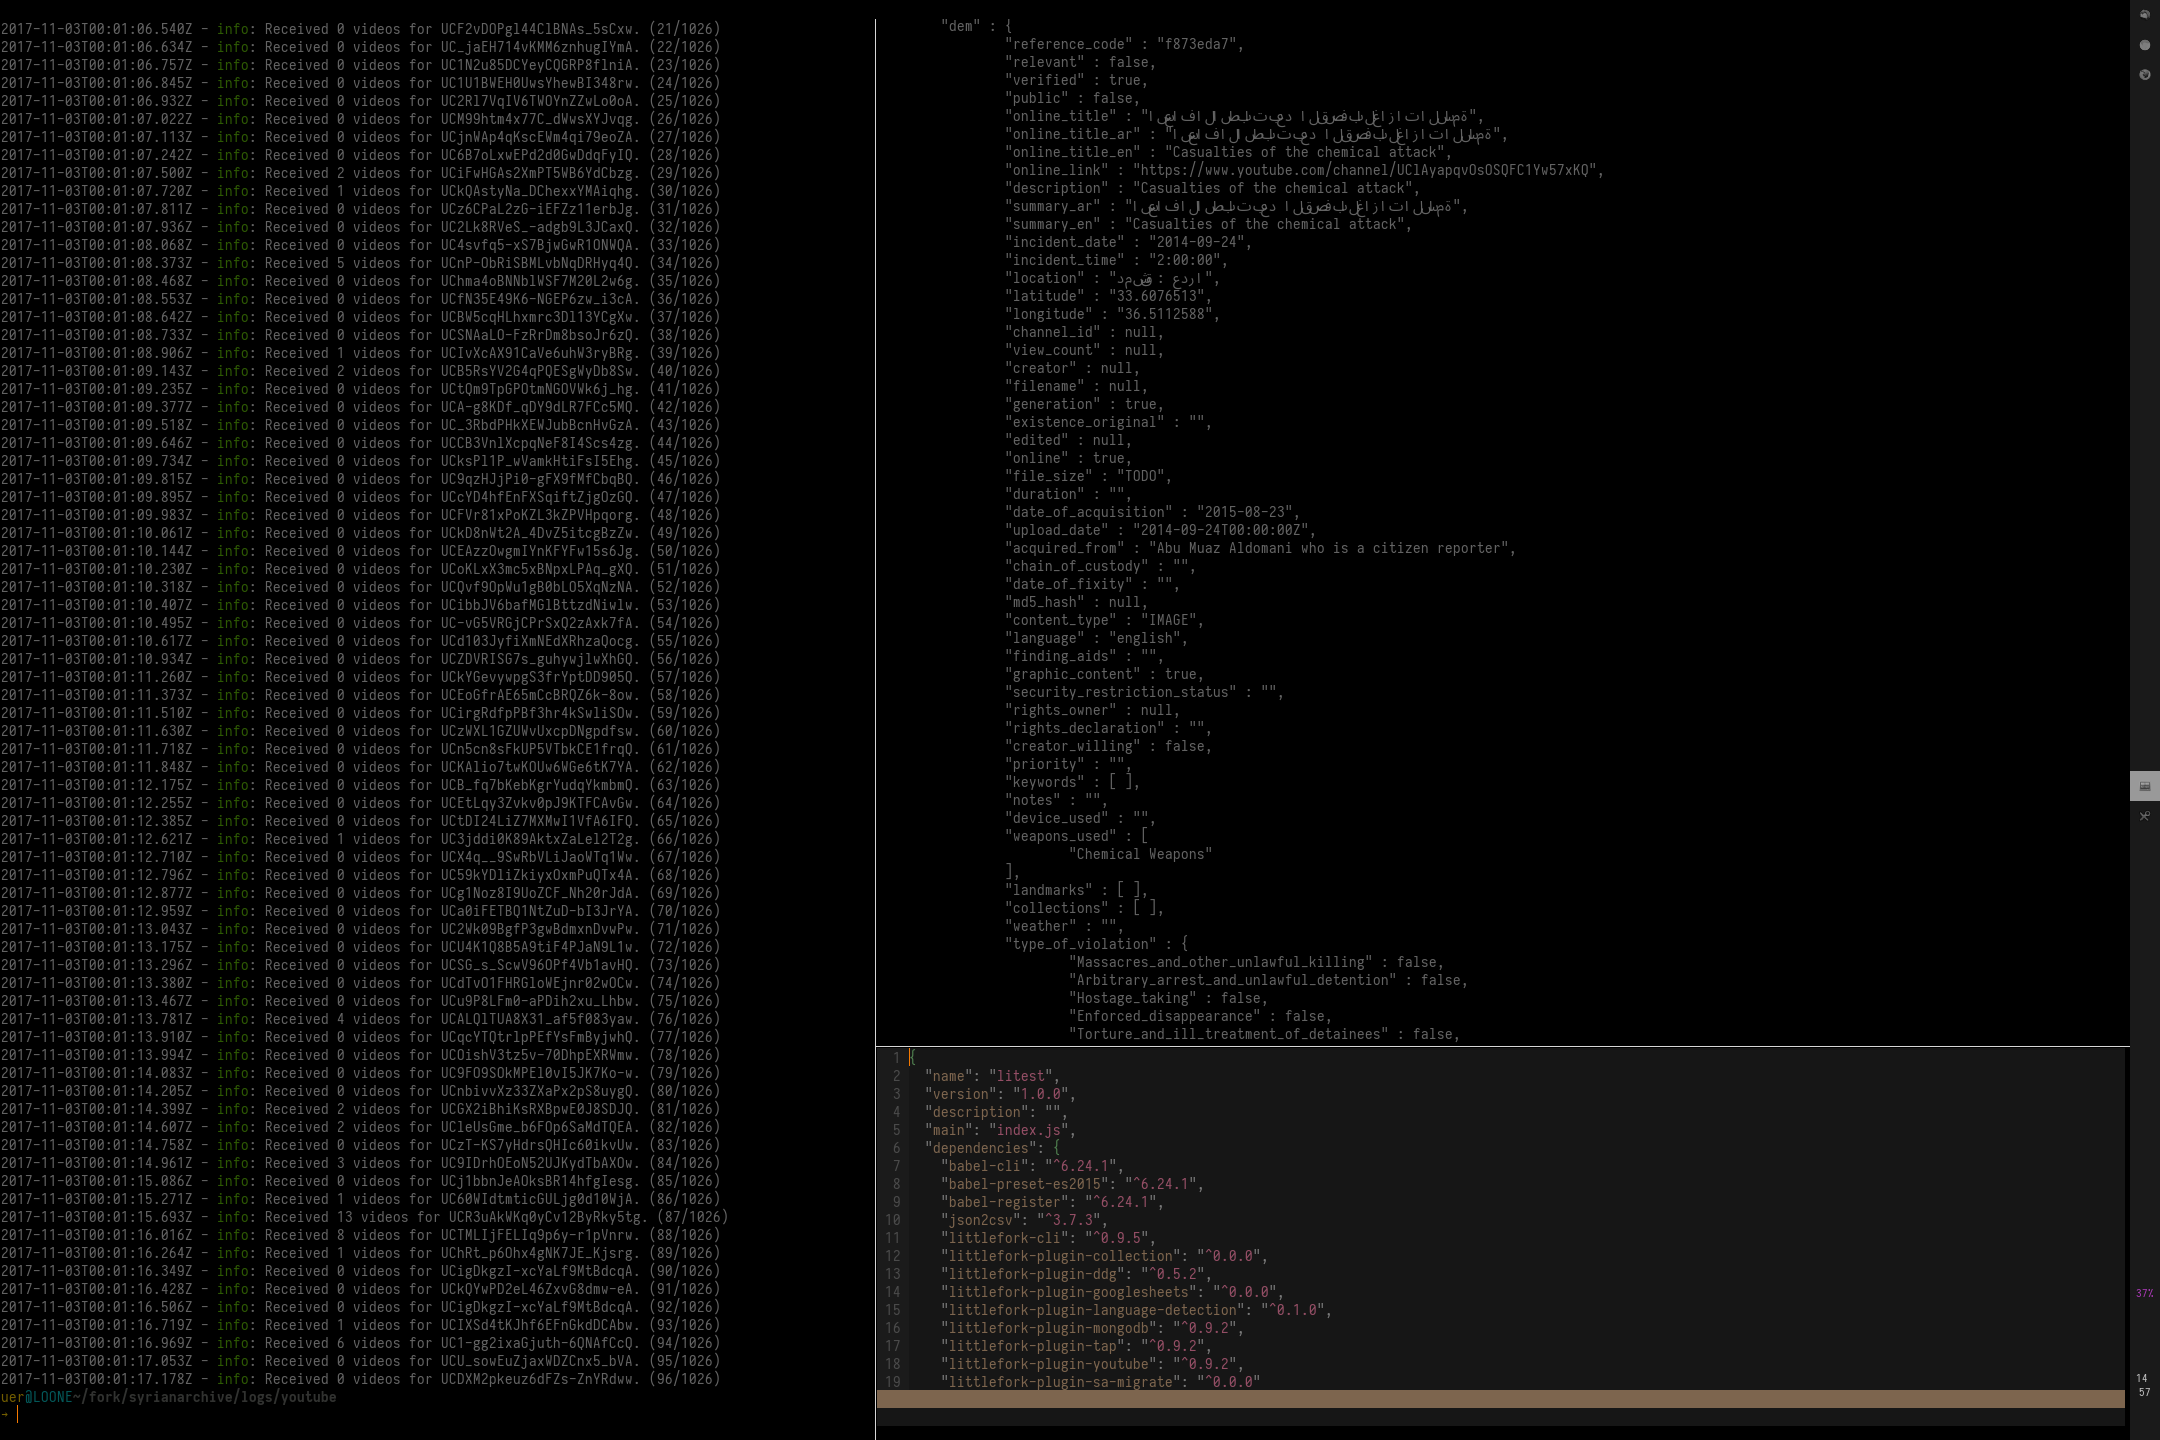 2017-11-03T00:01:06.540Z - info: Received 0 videos for UCF2vDOPgl44ClBNAs_5sCxw. (21/1026)
2017-11-03T00:01:06.634Z - info: Received 0 videos for UC_jaEH714vKMM6znhugIYmA. (22/1026)
2017-11-03T00:01:06.757Z - info: Received 0 videos for UC1N2u85DCYeyCQGRP8flniA. (23/1026)
2017-11-03T00:01:06.845Z - info: Received 0 videos for UC1U1BWEH0UwsYhewBI348rw. (24/1026)
2017-11-03T00:01:06.932Z - info: Received 0 videos for UC2Rl7VqIV6TWOYnZZwLo0oA. (25/1026)
2017-11-03T00:01:07.022Z - info: Received 0 videos for UCM99htm4x77C_dWwsXYJvqg. (26/1026)
2017-11-03T00:01:07.113Z - info: Received 0 videos for UCjnWAp4qKscEWm4qi79eoZA. (27/1026)
2017-11-03T00:01:07.242Z - info: Received 0 videos for UC6B7oLxwEPd2d0GwDdqFyIQ. (28/1026)
2017-11-03T00:01:07.500Z - info: Received 2 videos for UCiFwHGAs2XmPT5WB6YdCbzg. (29/1026)
2017-11-03T00:01:07.720Z - info: Received 1 videos for UCkQAstyNa_DChexxYMAiqhg. (30/1026)
2017-11-03T00:01:07.811Z - info: Received 0 videos for UCz6CPaL2zG-iEFZz11erbJg. (31/1026)
2017-11-03T00:01:07.936Z - info: Received 0 videos for UC2Lk8RVeS_-adgb9L3JCaxQ. (32/1026)
2017-11-03T00:01:08.068Z - info: Received 0 videos for UC4svfq5-xS7BjwGwR1ONWQA. (33/1026)
2017-11-03T00:01:08.373Z - info: Received 5 videos for UCnP-ObRiSBMLvbNqDRHyq4Q. (34/1026)
2017-11-03T00:01:08.468Z - info: Received 0 videos for UChma4oBNNblWSF7M20L2w6g. (35/1026)
2017-11-03T00:01:08.553Z - info: Received 0 videos for UCfN35E49K6-NGEP6zw_i3cA. (36/1026)
2017-11-03T00:01:08.642Z - info: Received 0 videos for UCBW5cqHLhxmrc3Dl13YCgXw. (37/1026)
2017-11-03T00:01:08.733Z - info: Received 0 videos for UCSNAaLO-FzRrDm8bsoJr6zQ. (38/1026)
2017-11-03T00:01:08.906Z - info: Received 1 videos for UCIvXcAX91CaVe6uhW3ryBRg. (39/1026)
2017-11-03T00:01:09.143Z - info: Received 2 videos for UCB5RsYV2G4qPQESgWyDb8Sw. (40/1026)
2017-11-03T00:01:09.235Z - info: Received 0 videos for UCtQm9TpGPOtmNGOVWk6j_hg. (41/1026)
2017-11-03T00:01:09.377Z - info: Received 0 videos for UCA-g8KDf_qDY9dLR7FCc5MQ. (42/1026)
2017-11-03T00:01:09.518Z - info: Received 0 videos for UC_3RbdPHkXEWJubBcnHvGzA. (43/1026)
2017-11-03T00:01:09.646Z - info: Received 0 videos for UCCB3VnlXcpqNeF8I4Scs4zg. (44/1026)
2017-11-03T00:01:09.734Z - info: Received 0 videos for UCksPl1P_wVamkHtiFsI5Ehg. (45/1026)
2017-11-03T00:01:09.815Z - info: Received 0 videos for UC9qzHJjPi0-gFX9fMfCbqBQ. (46/1026)
2017-11-03T00:01:09.895Z - info: Received 0 videos for UCcYD4hfEnFXSqiftZjgOzGQ. (47/1026)
2017-11-03T00:01:09.983Z - info: Received 0 videos for UCFVr81xPoKZL3kZPVHpqorg. (48/1026)
2017-11-03T00:01:10.061Z - info: Received 0 videos for UCkD8nWt2A_4DvZ5itcgBzZw. (49/1026)
2017-11-03T00:01:10.144Z - info: Received 0 videos for UCEAzzOwgmIYnKFYFw15s6Jg. (50/1026)
2017-11-03T00:01:10.230Z - info: Received 0 videos for UCoKLxX3mc5xBNpxLPAq_gXQ. (51/1026)
2017-11-03T00:01:10.318Z - info: Received 0 videos for UCQvf9OpWu1gB0bLO5XqNzNA. (52/1026)
2017-11-03T00:01:10.407Z - info: Received 0 videos for UCibbJV6bafMGlBttzdNiwlw. (53/1026)
2017-11-03T00:01:10.495Z - info: Received 0 videos for UC-vG5VRGjCPrSxQ2zAxk7fA. (54/1026)
2017-11-03T00:01:10.617Z - info: Received 0 videos for UCd103JyfiXmNEdXRhzaQocg. (55/1026)
2017-11-03T00:01:10.934Z - info: Received 0 videos for UCZDVRISG7s_guhywjlwXhGQ. (56/1026)
2017-11-03T00:01:11.260Z - info: Received 0 videos for UCkYGevywpgS3frYptDD905Q. (57/1026)
2017-11-03T00:01:11.373Z - info: Received 0 videos for UCEoGfrAE65mCcBRQZ6k-8ow. (58/1026)
2017-11-03T00:01:11.510Z - info: Received 0 videos for UCirgRdfpPBf3hr4kSwliSOw. (59/1026)
2017-11-03T00:01:11.630Z - info: Received 0 videos for UCzWXL1GZUWvUxcpDNgpdfsw. (60/1026)
2017-11-03T00:01:11.718Z - info: Received 0 videos for UCn5cn8sFkUP5VTbkCE1frqQ. (61/1026)
2017-11-03T00:01:11.848Z - info: Received 0 videos for UCKAlio7twKOUw6WGe6tK7YA. (62/1026)
2017-11-03T00:01:12.175Z - info: Received 0 videos for UCB_fq7bKebKgrYudqYkmbmQ. (63/1026)
2017-11-03T00:01:12.255Z - info: Received 0 videos for UCEtLqy3Zvkv0pJ9KTFCAvGw. (64/1026)
2017-11-03T00:01:12.385Z - info: Received 0 videos for UCtDI24LiZ7MXMwI1VfA6IFQ. (65/1026)
2017-11-03T00:01:12.621Z - info: Received 1 videos for UC3jddi0K89AktxZaLel2T2g. (66/1026)
2017-11-03T00:01:12.710Z - info: Received 0 videos for UCX4q__9SwRbVLiJaoWTq1Ww. (67/1026)
2017-11-03T00:01:12.796Z - info: Received 0 videos for UC59kYDliZkiyxOxmPuQTx4A. (68/1026)
2017-11-03T00:01:12.877Z - info: Received 0 videos for UCg1Noz8I9UoZCF_Nh20rJdA. (69/1026)
2017-11-03T00:01:12.959Z - info: Received 0 videos for UCa0iFETBQ1NtZuD-bI3JrYA. (70/1026)
2017-11-03T00:01:13.043Z - info: Received 0 videos for UC2Wk09BgfP3gwBdmxnDvwPw. (71/1026)
2017-11-03T00:01:13.175Z - info: Received 0 videos for UCU4K1Q8B5A9tiF4PJaN9L1w. (72/1026)
2017-11-03T00:01:13.296Z - info: Received 0 videos for UCSG_s_ScwV96OPf4Vb1avHQ. (73/1026)
2017-11-03T00:01:13.380Z - info: Received 0 videos for UCdTvO1FHRGloWEjnr02wOCw. (74/1026)
2017-11-03T00:01:13.467Z - info: Received 0 videos for UCu9P8LFm0-aPDih2xu_Lhbw. (75/1026)
2017-11-03T00:01:13.781Z - info: Received 4 videos for UCALQlTUA8X31_af5f083yaw. (76/1026)
2017-11-03T00:01:13.910Z - info: Received 0 videos for UCqcYTQtrlpPEfYsFmByjwhQ. (77/1026)
2017-11-03T00:01:13.994Z - info: Received 0 videos for UCOishV3tz5v-70DhpEXRWmw. (78/1026)
2017-11-03T00:01:14.083Z - info: Received 0 videos for UC9FO9SOkMPEl0vI5JK7Ko-w. (79/1026)
2017-11-03T00:01:14.205Z - info: Received 0 videos for UCnbivvXz33ZXaPx2pS8uygQ. (80/1026)
2017-11-03T00:01:14.399Z - info: Received 2 videos for UCGX2iBhiKsRXBpwE0J8SDJQ. (81/1026)
2017-11-03T00:01:14.607Z - info: Received 2 videos for UCleUsGme_b6FOp6SaMdTQEA. (82/1026)
2017-11-03T00:01:14.758Z - info: Received 0 videos for UCzT-KS7yHdrsQHIc60ikvUw. (83/1026)
2017-11-03T00:01:14.961Z - info: Received 3 videos for UC9IDrhOEoN52UJKydTbAXOw. (84/1026)
2017-11-03T00:01:15.086Z - info: Received 0 videos for UCj1bbnJeAOksBR14hfgIesg. (85/1026)
2017-11-03T00:01:15.271Z - info: Received 1 videos for UC60WIdtmticGULjg0d10WjA. (86/1026)
2017-11-03T00:01:15.693Z - info: Received 13 videos for UCR3uAkWKq0yCv12ByRky5tg. (87/1026)
2017-11-03T00:01:16.016Z - info: Received 8 videos for UCTMLIjFELIq9p6y-r1pVnrw. (88/1026)
2017-11-03T00:01:16.264Z - info: Received 1 videos for UChRt_p6Ohx4gNK7JE_Kjsrg. (89/1026)
2017-11-03T00:01:16.349Z - info: Received 0 videos for UCigDkgzI-xcYaLf9MtBdcqA. (90/1026)
2017-11-03T00:01:16.428Z - info: Received 0 videos for UCkQYwPD2eL46ZxvG8dmw-eA. (91/1026)
2017-11-03T00:01:16.506Z - info: Received 0 videos for UCigDkgzI-xcYaLf9MtBdcqA. (92/1026)
2017-11-03T00:01:16.719Z - info: Received 1 videos for UCIXSd4tKJhf6EFnGkdDCAbw. (93/1026)
2017-11-03T00:01:16.969Z - info: Received 6 videos for UC1-gg2ixaGjuth-6QNAfCcQ. (94/1026)
2017-11-03T00:01:17.053Z - info: Received 0 videos for UCU_sowEuZjaxWDZCnx5_bVA. (95/1026)
2017-11-03T00:01:17.178Z - info: Received 0 videos for UCDXM2pkeuz6dFZs-ZnYRdww. (96/1026)
uer@LOONE~/fork/syrianarchive/logs/youtube
→
"dem" : {
"reference_code" : "f873eda7",
"relevant" : false,
"verified" : true,
"public" : false,
"online_title" :
"online_title_ar" :
"online_title_en" : "Casualties of the chemical attack",
"online_link" : "https://www.youtube.com/channel/UClAyapqvOsOSQFC1Yw57xKQ",
"description" : "Casualties of the chemical attack",
"summary_ar" :
"summary_en" : "Casualties of the chemical attack",
"incident_date" : "2014-09-24",
"incident_time" : "2:00:00",
"location" : "دمشق : عدرا",
"latitude" : "33.6076513",
"longitude" : "36.5112588",
"channel_id" : null,
"view_count" : null,
"creator" : null,
"filename" : null,
"generation" : true,
"existence_original" : "",
"edited" : null,
"online" : true,
"file_size" : "TODO",
"duration" : "",
"date_of_acquisition" : "2015-08-23",
"upload_date" : "2014-09-24T00:00:00Z",
"acquired_from" : "Abu Muaz Aldomani who is a citizen reporter",
"chain_of_custody" : "",
"date_of_fixity" : "",
"md5_hash" : null,
"content_type" : "IMAGE",
"language" : "english",
"finding_aids" : "",
"graphic_content" : true,
"security_restriction_status" : "",
"rights_owner" : null,
"rights_declaration" : "",
"creator_willing" : false,
"priority" : "",
"keywords" : [ ],
"notes" : "",
"device_used" : "",
"weapons_used" : [
"Chemical Weapons"
],
"landmarks" : [ ],
"collections" : [ ],
"weather" : "",
"type_of_violation" : {
"Massacres_and_other_unlawful_killing" : false,
"Arbitrary_arrest_and_unlawful_detention" : false,
"Hostage_taking" : false,
"Enforced_disappearance" : false,
"Torture_and_ill_treatment_of_detainees" : false,
1 {
2 "name": "litest",
3 "version": "1.0.0",
4 "description": "",
5 "main": "index.js",
6 "dependencies": {
7 "babel-cli": "^6.24.1",
8 "babel-preset-es2015": "^6.24.1",
9 "babel-register": "^6.24.1",
10 "json2csv": "^3.7.3",
11 "littlefork-cli": "^0.9.5",
12 "littlefork-plugin-collection": "^0.0.0",
13 "littlefork-plugin-ddg": "^0.5.2",
14 "littlefork-plugin-googlesheets": "^0.0.0",
15 "littlefork-plugin-language-detection": "^0.1.0",
16 "littlefork-plugin-mongodb": "^0.9.2",
17 "littlefork-plugin-tap": "^0.9.2",
18 "littlefork-plugin-youtube": "^0.9.2",
19 "littlefork-plugin-sa-migrate": "^0.0.0"
37%
14
57